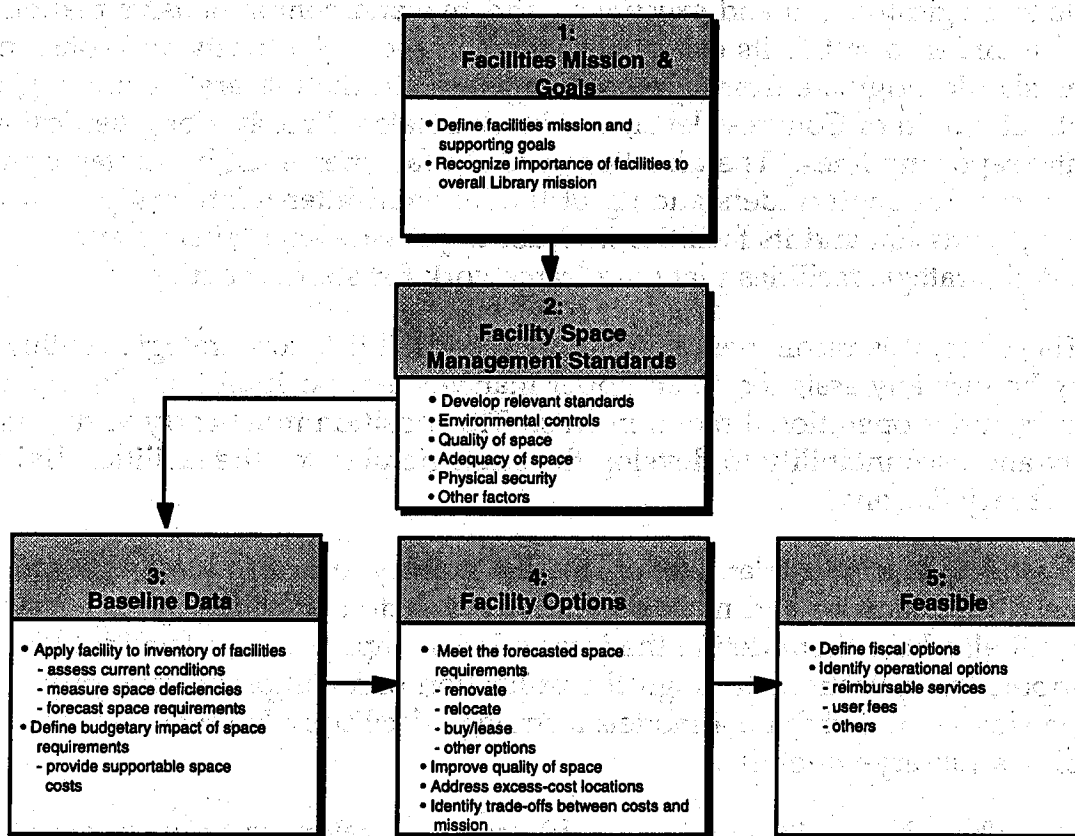 1:
Facilities Mission &
Goals
• Define facilities mission and
supporting goals
• Recognize importance of facilities to
overall Library mission
2:
Facility Space
Management Standards
• Develop relevant standards
• Environmental controls
• Quality of space
• Adequacy of space
• Physical security
• Other factors
3:
Baseline Data
• Apply facility to inventory of facilities
- assess current conditions
- measure space deficiencies
- forecast space requirements
• Define budgetary impact of space
requirements
- provide supportable space
costs
4:
Facility Options
• Meet the forecasted space
requirements
- renovate
- relocate
- buy/lease
- other options
• Improve quality of space
• Address excess-cost locations
• Identify trade-offs between costs and
mission
5:
Feasible
• Define fiscal options
• Identify operational options
- reimbursable services
- user fees
- others